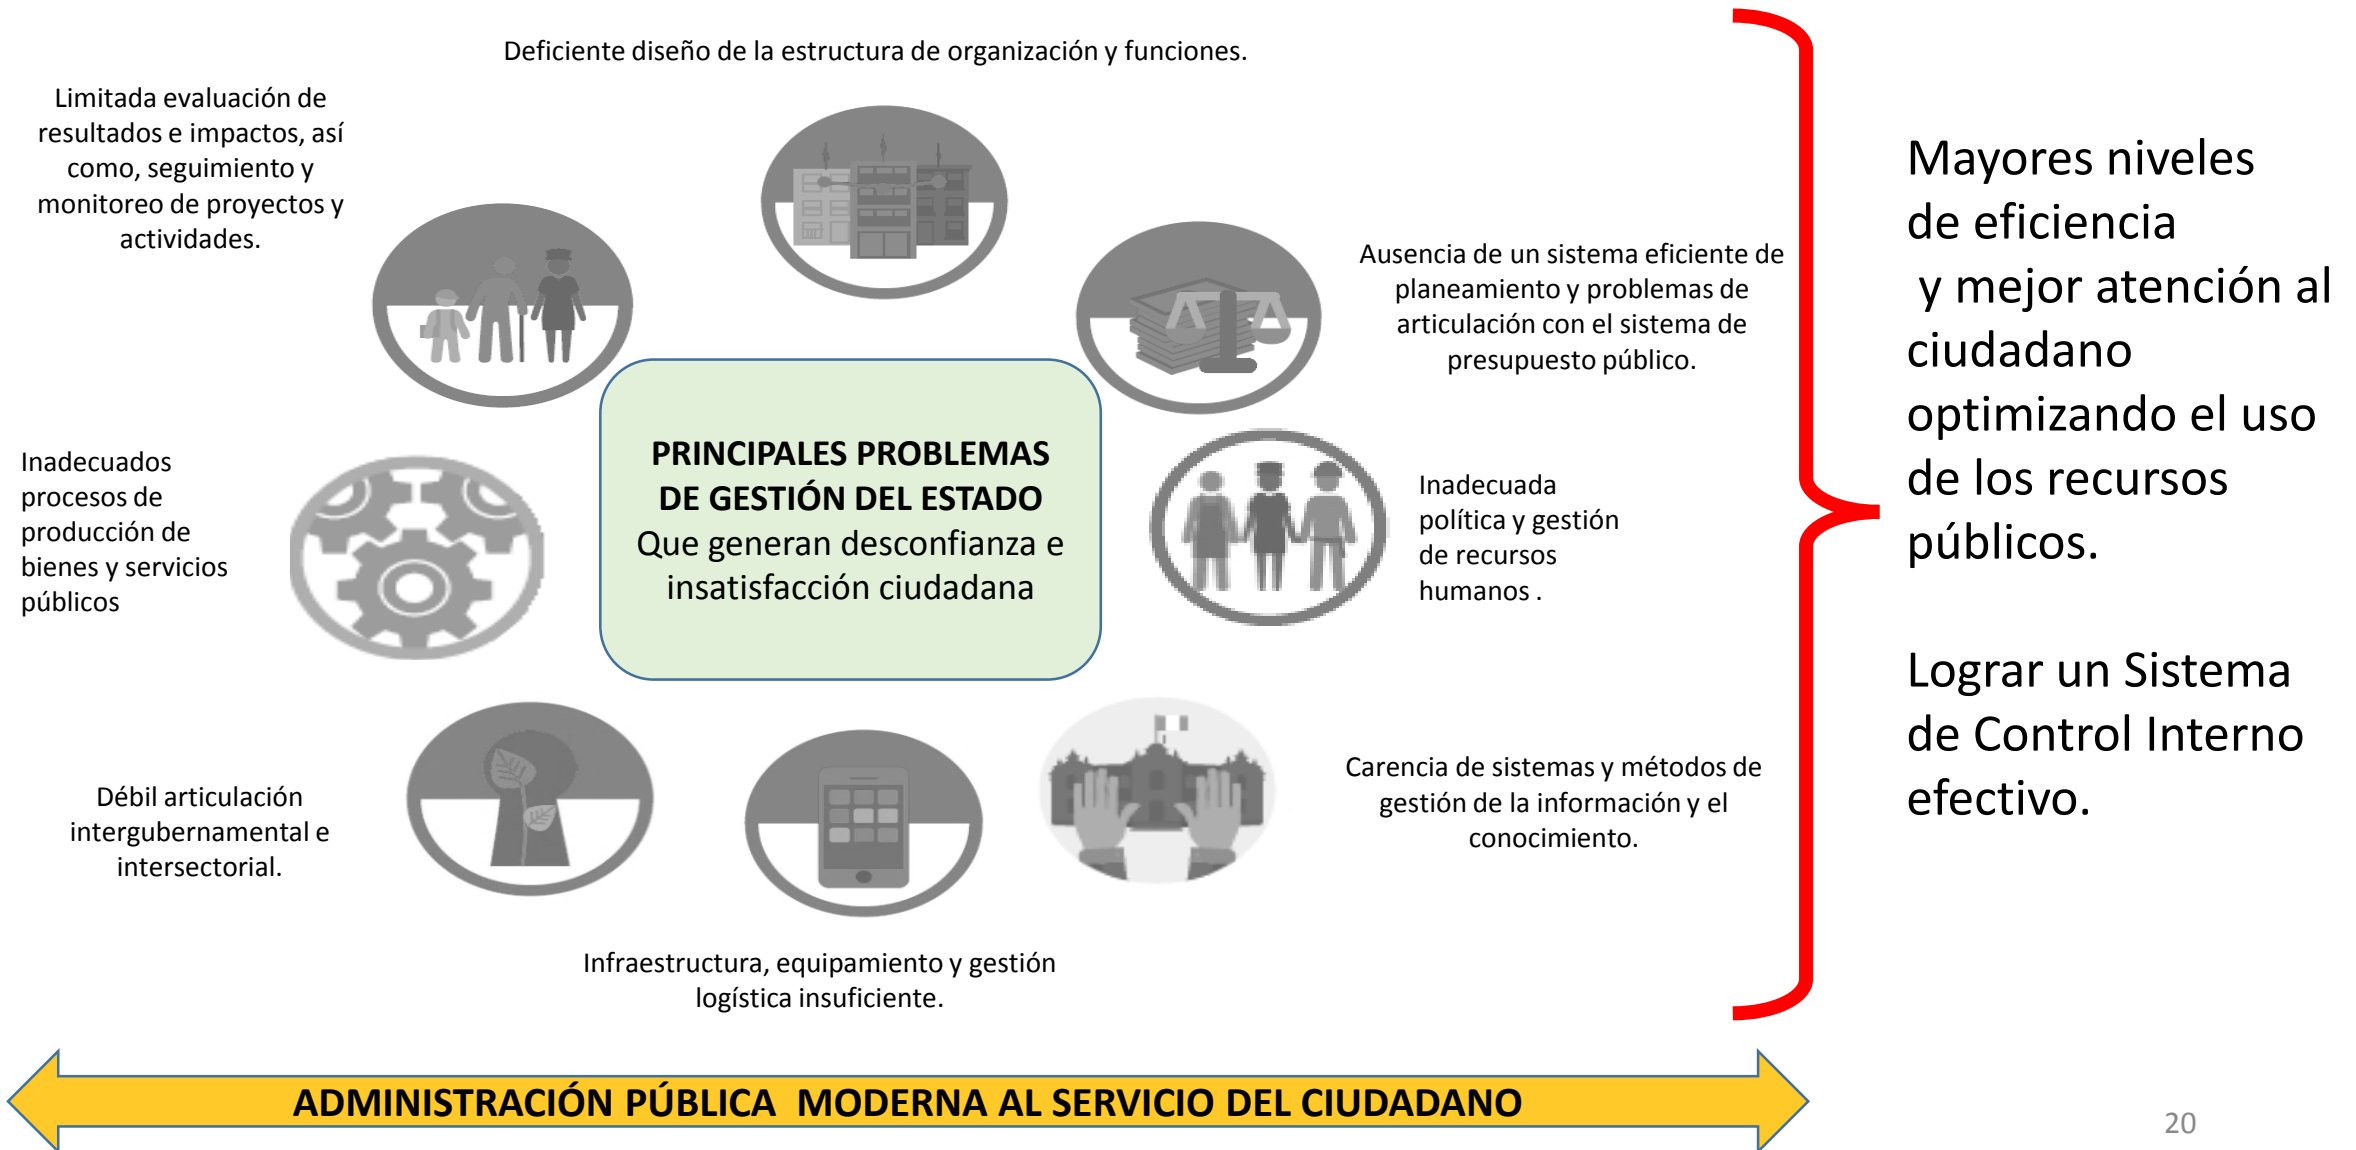 Deficiente diseño de la estructura de organización y funciones.
Limitada evaluación de
resultados e impactos, así
como, seguimiento y
monitoreo de proyectos y
actividades.
Ausencia de un sistema eficiente de
planeamiento y problemas de
articulación con el sistema de
presupuesto público.
PRINCIPALES PROBLEMAS
DE GESTIÓN DEL ESTADO
Que generan desconfianza e
insatisfacción ciudadana
Inadecuados
procesos de
producción de
bienes y servicios
públicos
Inadecuada
política y gestión
de recursos
humanos .
Débil articulación
intergubernamental e
intersectorial.
Carencia de sistemas y métodos de
gestión de la información y el
conocimiento.
Infraestructura, equipamiento y gestión
logística insuficiente.
Mayores niveles
de eficiencia
y mejor atención al
ciudadano
optimizando el uso
de los recursos
públicos.
Lograr un Sistema
de Control Interno
efectivo.
ADMINISTRACIÓN PÚBLICA  MODERNA AL SERVICIO DEL CIUDADANO
20